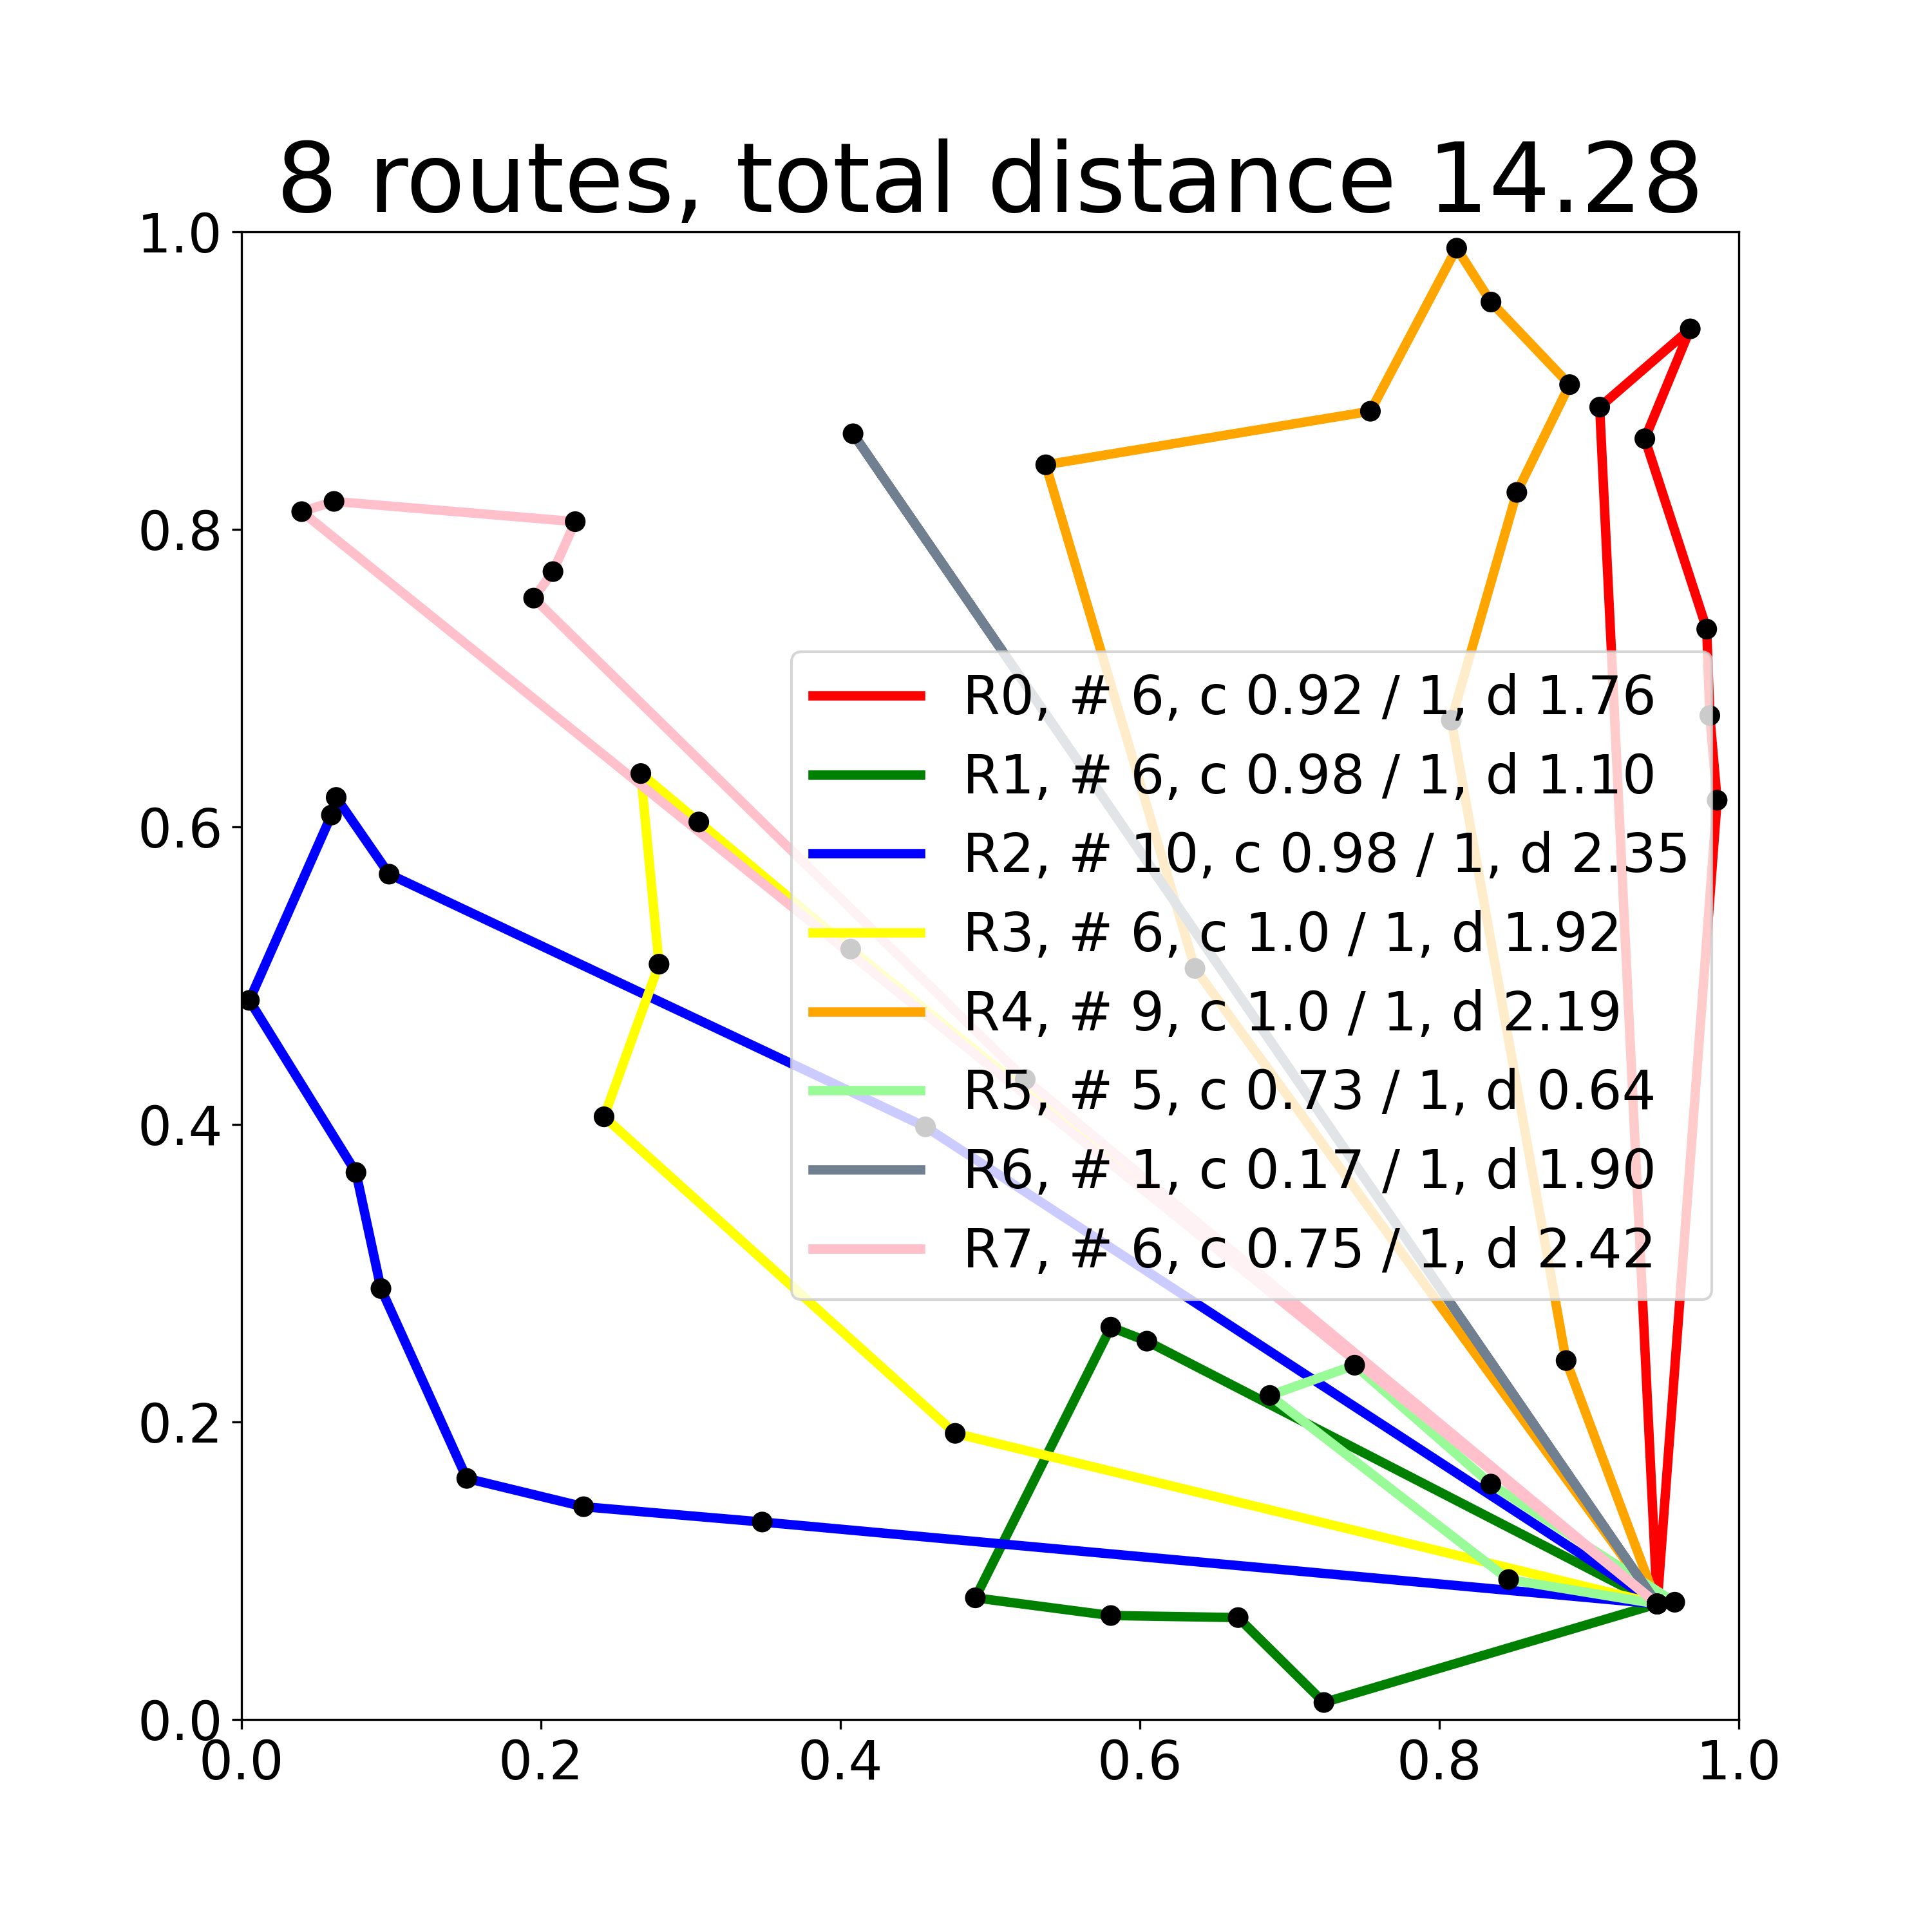 8 routes, total distance 14.28
1.0
0.8
0.6
0.4
0.2
0.0
R0, # 6, c 0.92 / 1, d 1.76
R1, # 6, c 0.98 / 1, d 1.10
R2, # 10, c 0.98 / 1, d 2.35
R3, # 6, c 1.0 / 1, d 1.92
R4, # 9, c 1.0 / 1, d 2.19
R5, # 5, c 0.73 / 1, d 0.64
R6, # 1, c 0.17 / 1, d 1.90
R7, # 6, c 0.75 / 1, d 2.42
0.0 0.2 0.4 0.6 0.8 1.0